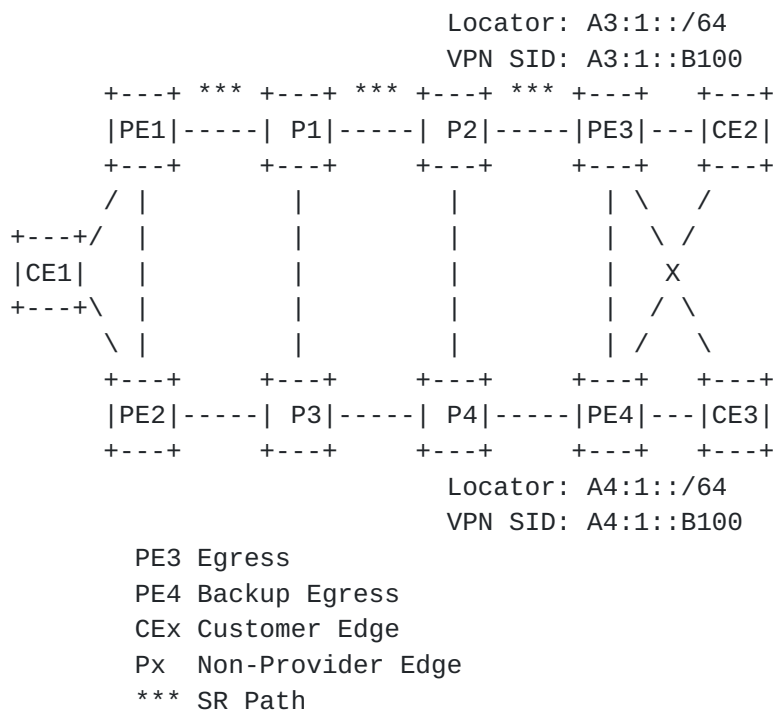 Locator: A3:1::/64
VPN SID: A3:1::B100
*** *** ***
PE1 P1 P2 PE3 CE2
CE1
X
PE2 P3 P4 PE4 CE3
Locator: A4:1::/64
VPN SID: A4:1::B100
PE3 Egress
PE4 Backup Egress
CEx Customer Edge
Px Non-Provider Edge
*** SR Path